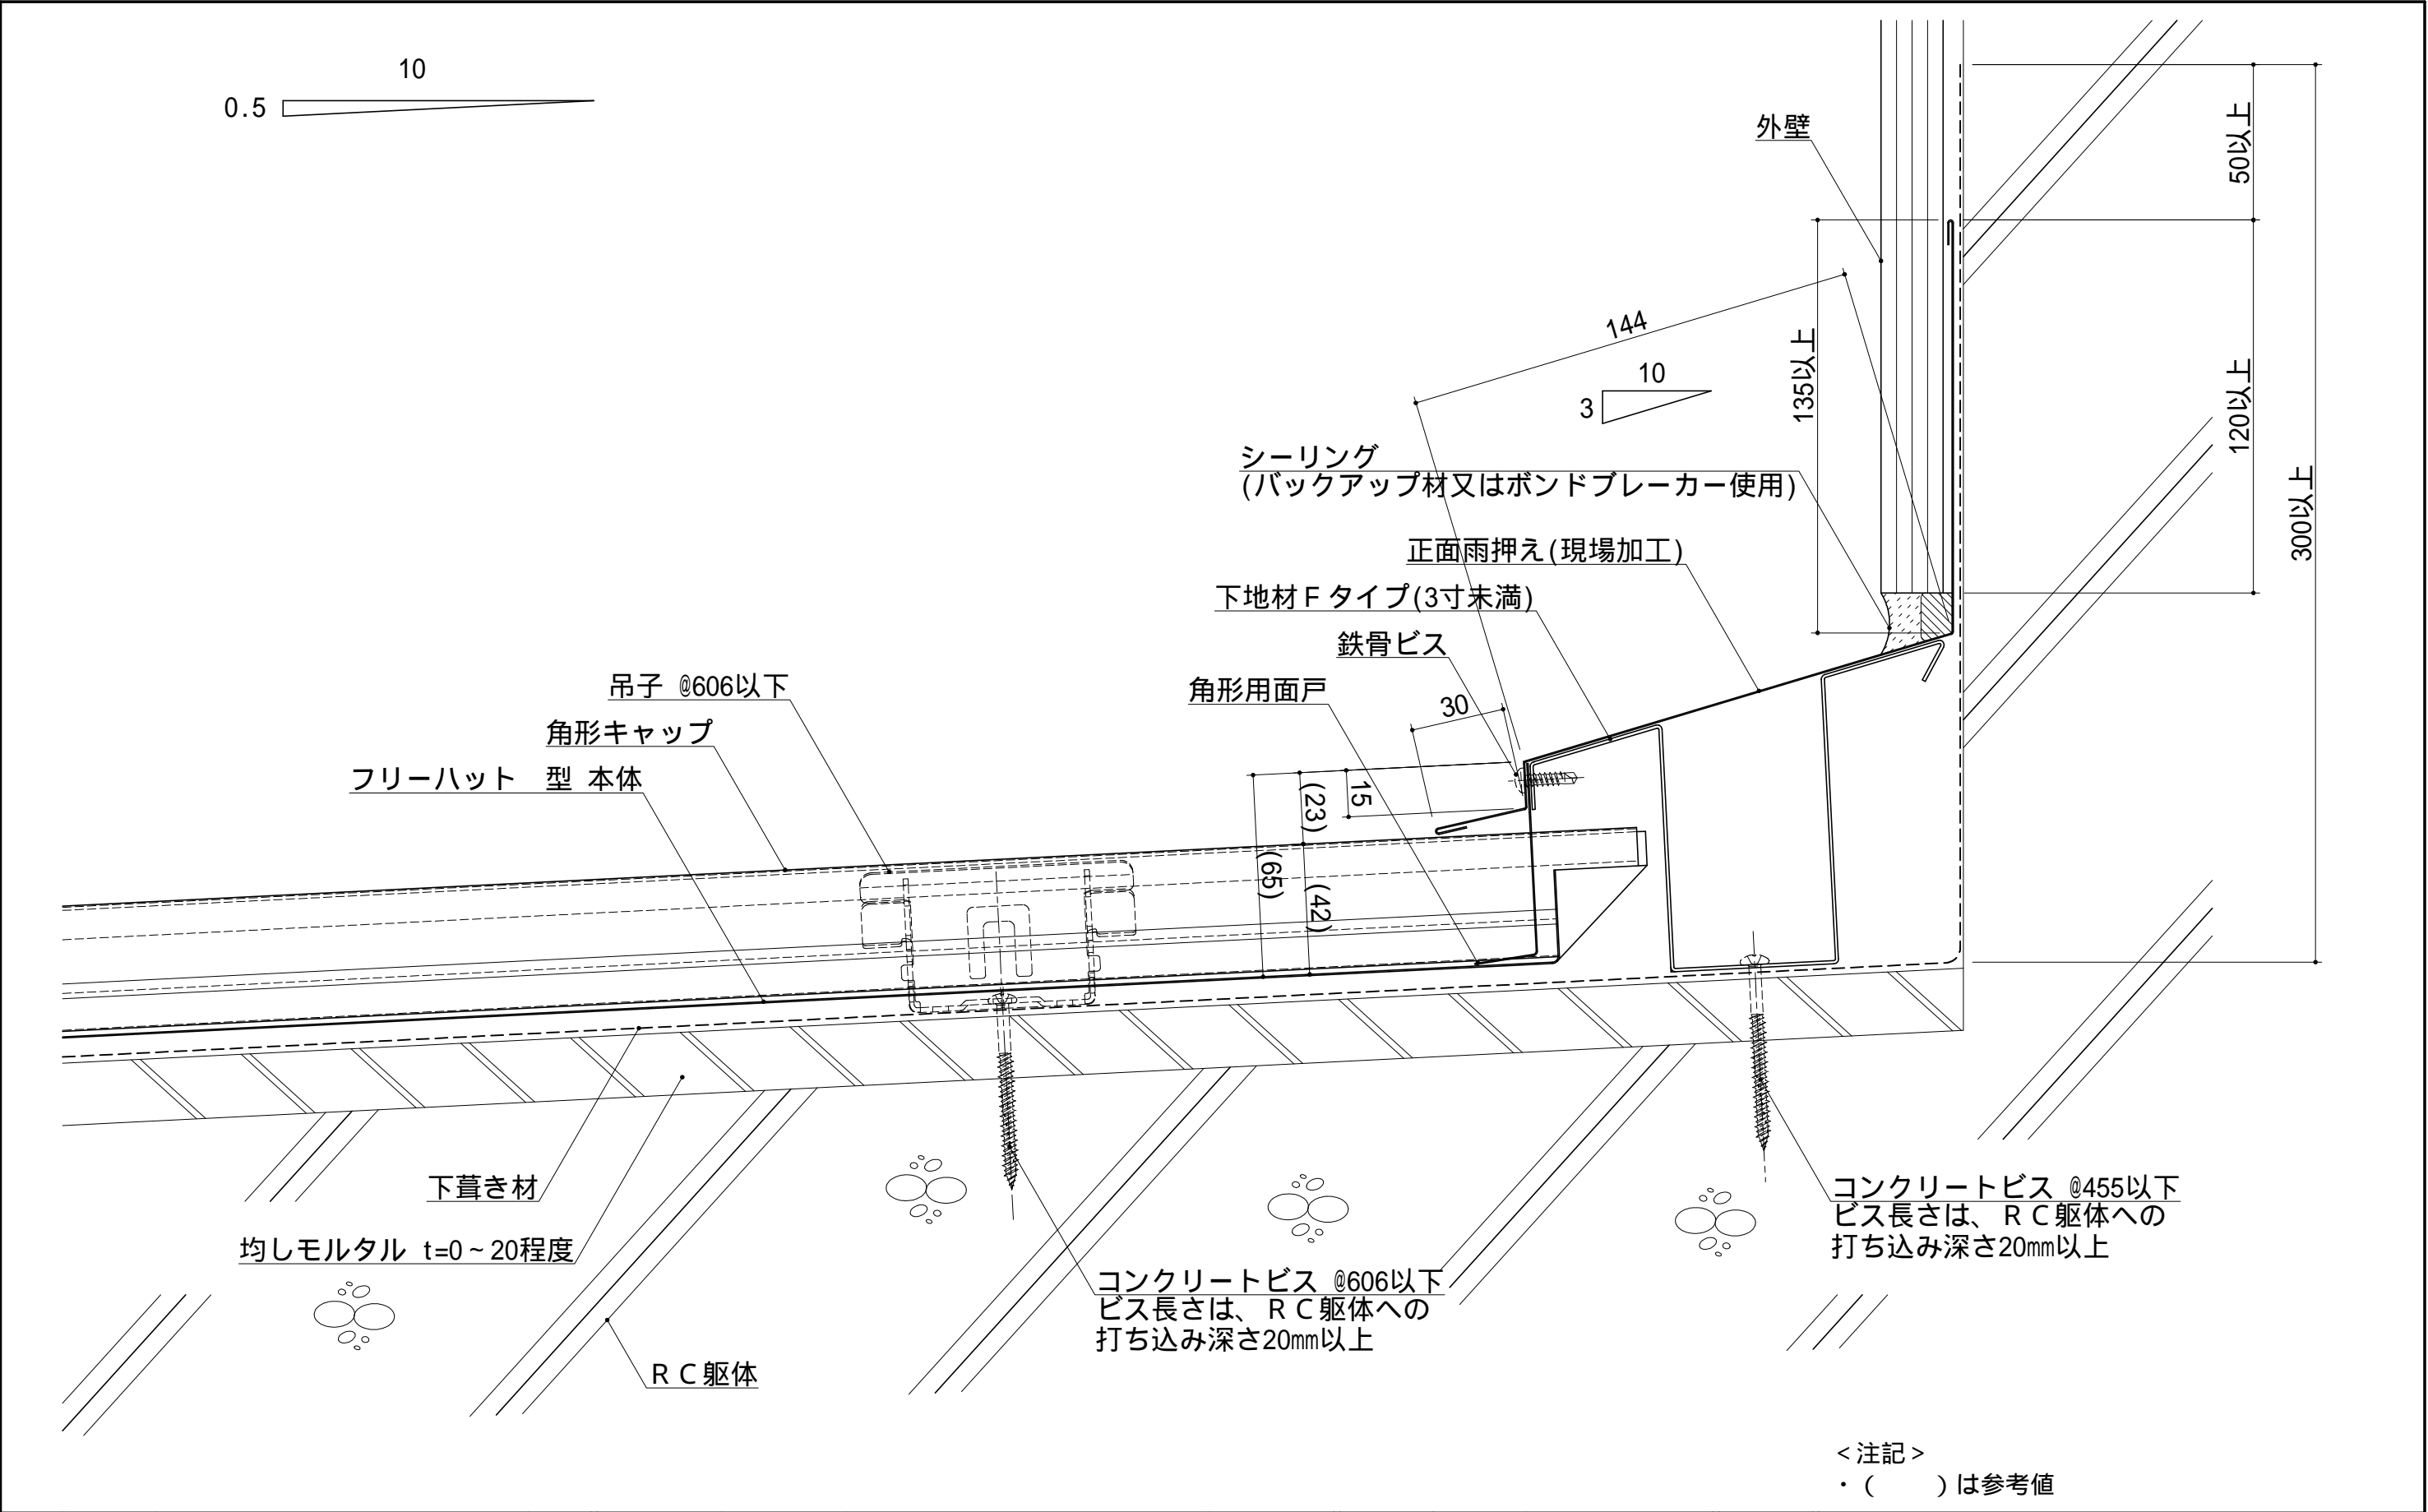 10
0.5
外壁
50以上
144
10
3
135以上
120以上
300以上
シーリング
(バックアップ材又はボンドブレーカー使用)
正面雨押え(現場加工)
下地材Ｆタイプ(3寸未満)
鉄骨ビス
角形用面戸
30
吊子 @606以下
角形キャップ
フリーハット　型 本体
(23)
15
(65)
(42)
下葺き材
均しモルタル t=0～20程度
ＲＣ躯体
コンクリートビス @606以下
ビス長さは、ＲＣ躯体への
打ち込み深さ20㎜以上
コンクリートビス @455以下
ビス長さは、ＲＣ躯体への
打ち込み深さ20㎜以上
<注記>
・(　　)は参考値